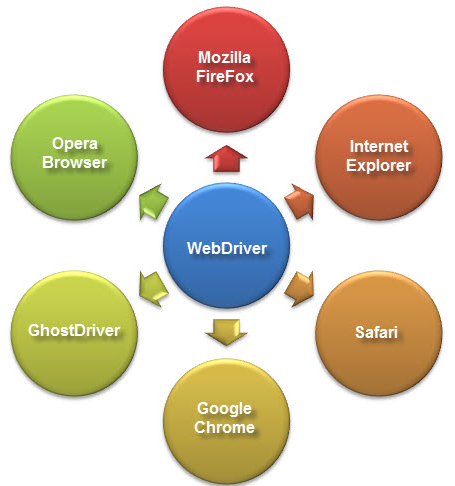 Mozilla
FireFox
Opera
Browser
Internet
Explorer
WebDriver
GhostDriver
Safari
Google
Chrome